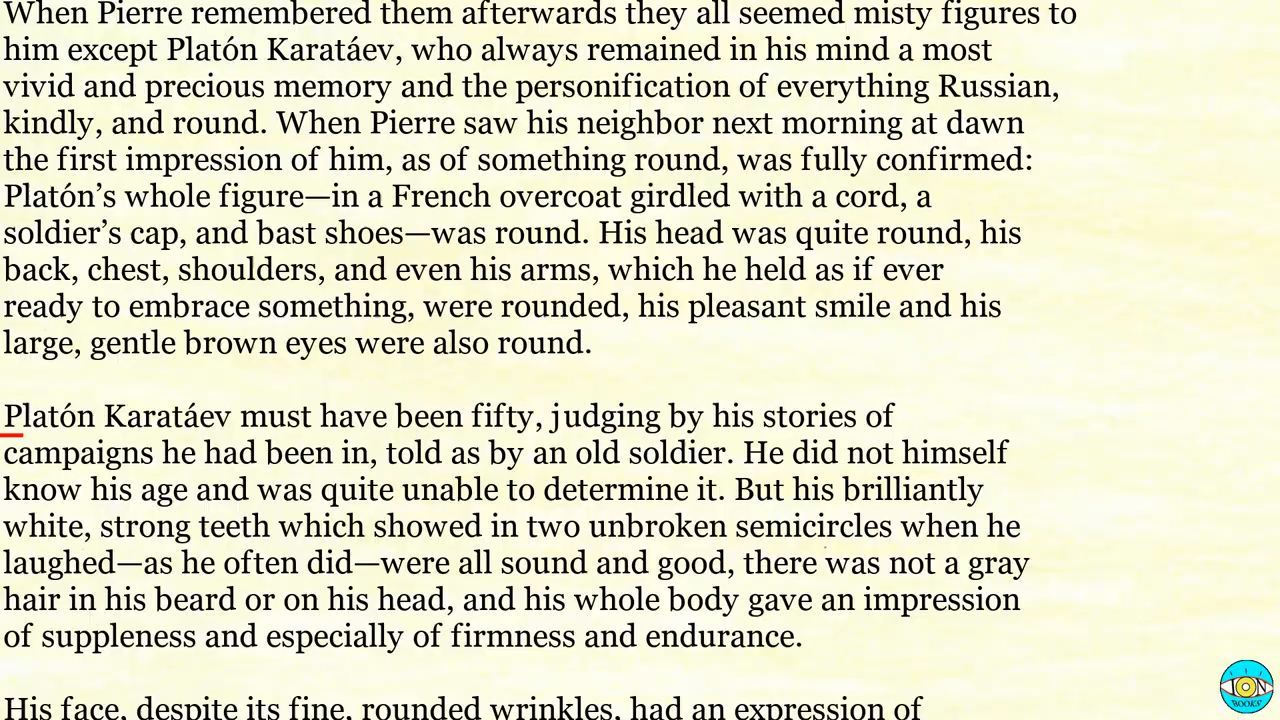 When Pierre remembered them afterwards they all seemed misty figures to
him except Platón Karatáev, who always remained in his mind a most
vivid and precious memory and the personification of everything Russian,
kindly, and round. When Pierre saw his neighbor next morning at dawn
the first impression of him, as of something round, was fully confirmed:
Platón’s whole figure—in a French overcoat girdled with a cord, a
soldier’s cap, and bast shoes—was round. His head was quite round, his
back, chest, shoulders, and even his arms, which he held as if ever
ready to embrace something, were rounded, his pleasant smile and his
large, gentle brown eyes were also round.
Platón Karatáev must have been fifty, judging by his stories of
campaigns he had been in, told as by an old soldier. He did not himself
know his age and was quite unable to determine it. But his brilliantly
white, strong teeth which showed in two unbroken semicircles when he
laughed—as he often did—were all sound and good, there was not a gray
hair in his beard or on his head, and his whole body gave an impression
of suppleness and especially of firmness and endurance.
His face, despite its fine, rounded wrinkles, had an expression of
ION
BOOKS